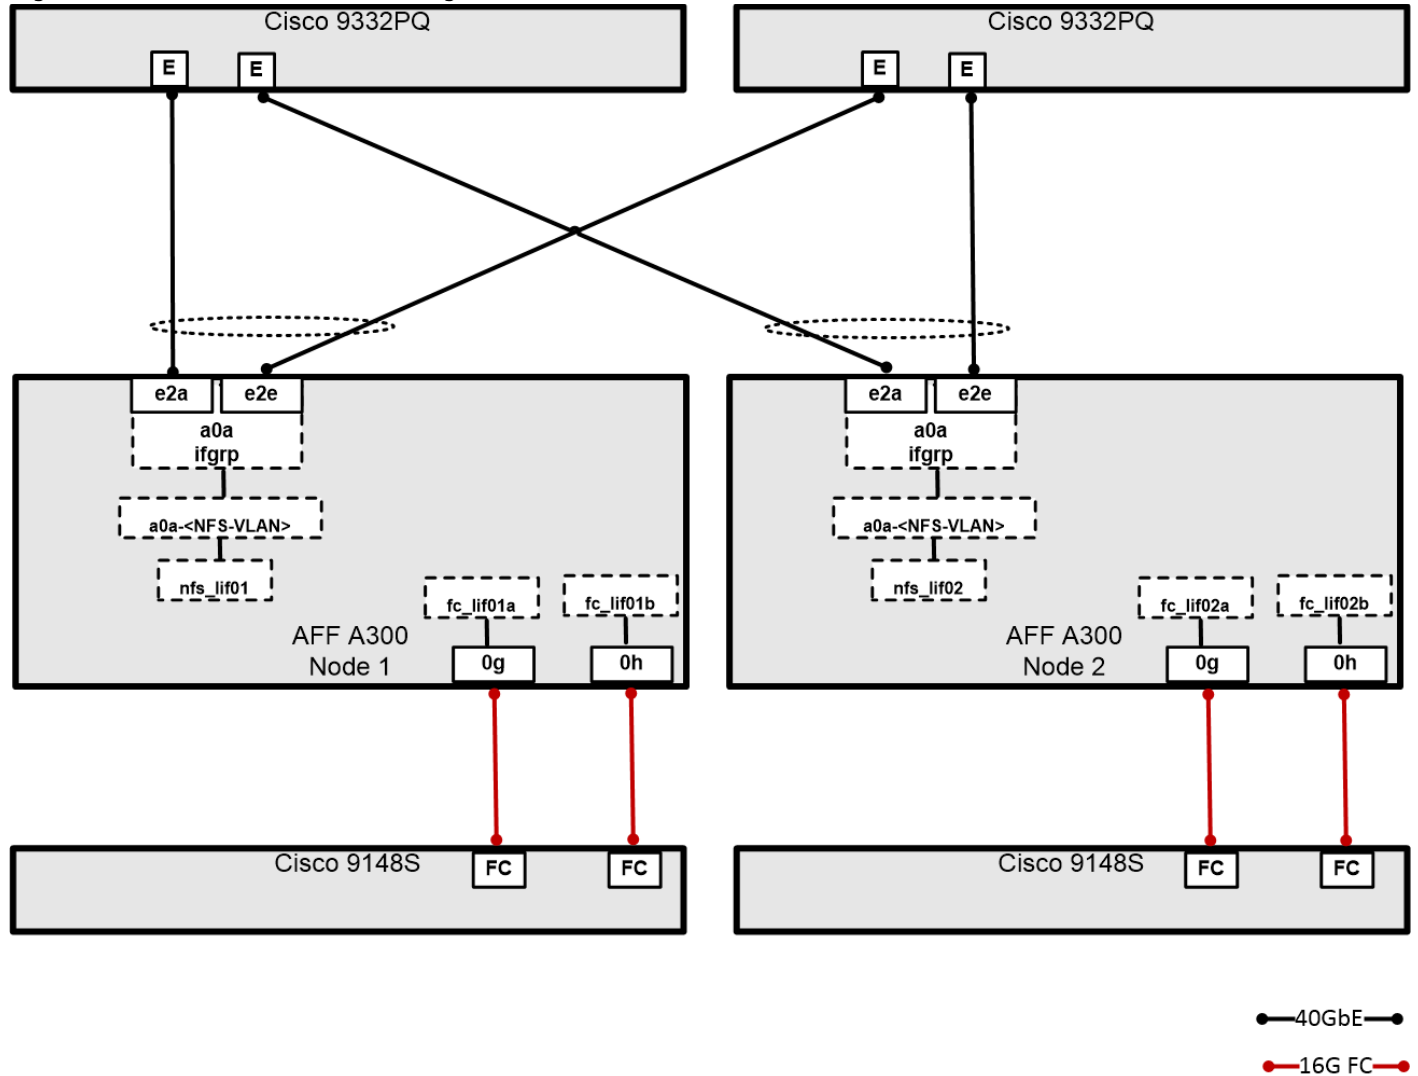 Cisco 9332PQ
Cisco 9332PQ
E
E
E
E
e2a
e2e
e2a
e2e
a0a
ifgrp
a0a
ifgrp
a0a-<NFS-VLAN>
a0a-<NFS-VLAN>
nfs_lif01
nfs_lif02
fc_lif01a
fc_lif01b
fc_lif02a
fc_lif02b
AFF A300
Node 1
AFF A300
Node 2
0g
0h
0g
0h
Cisco 9148S
FC
FC
Cisco 9148S
FC
FC
40GbE
16G FC